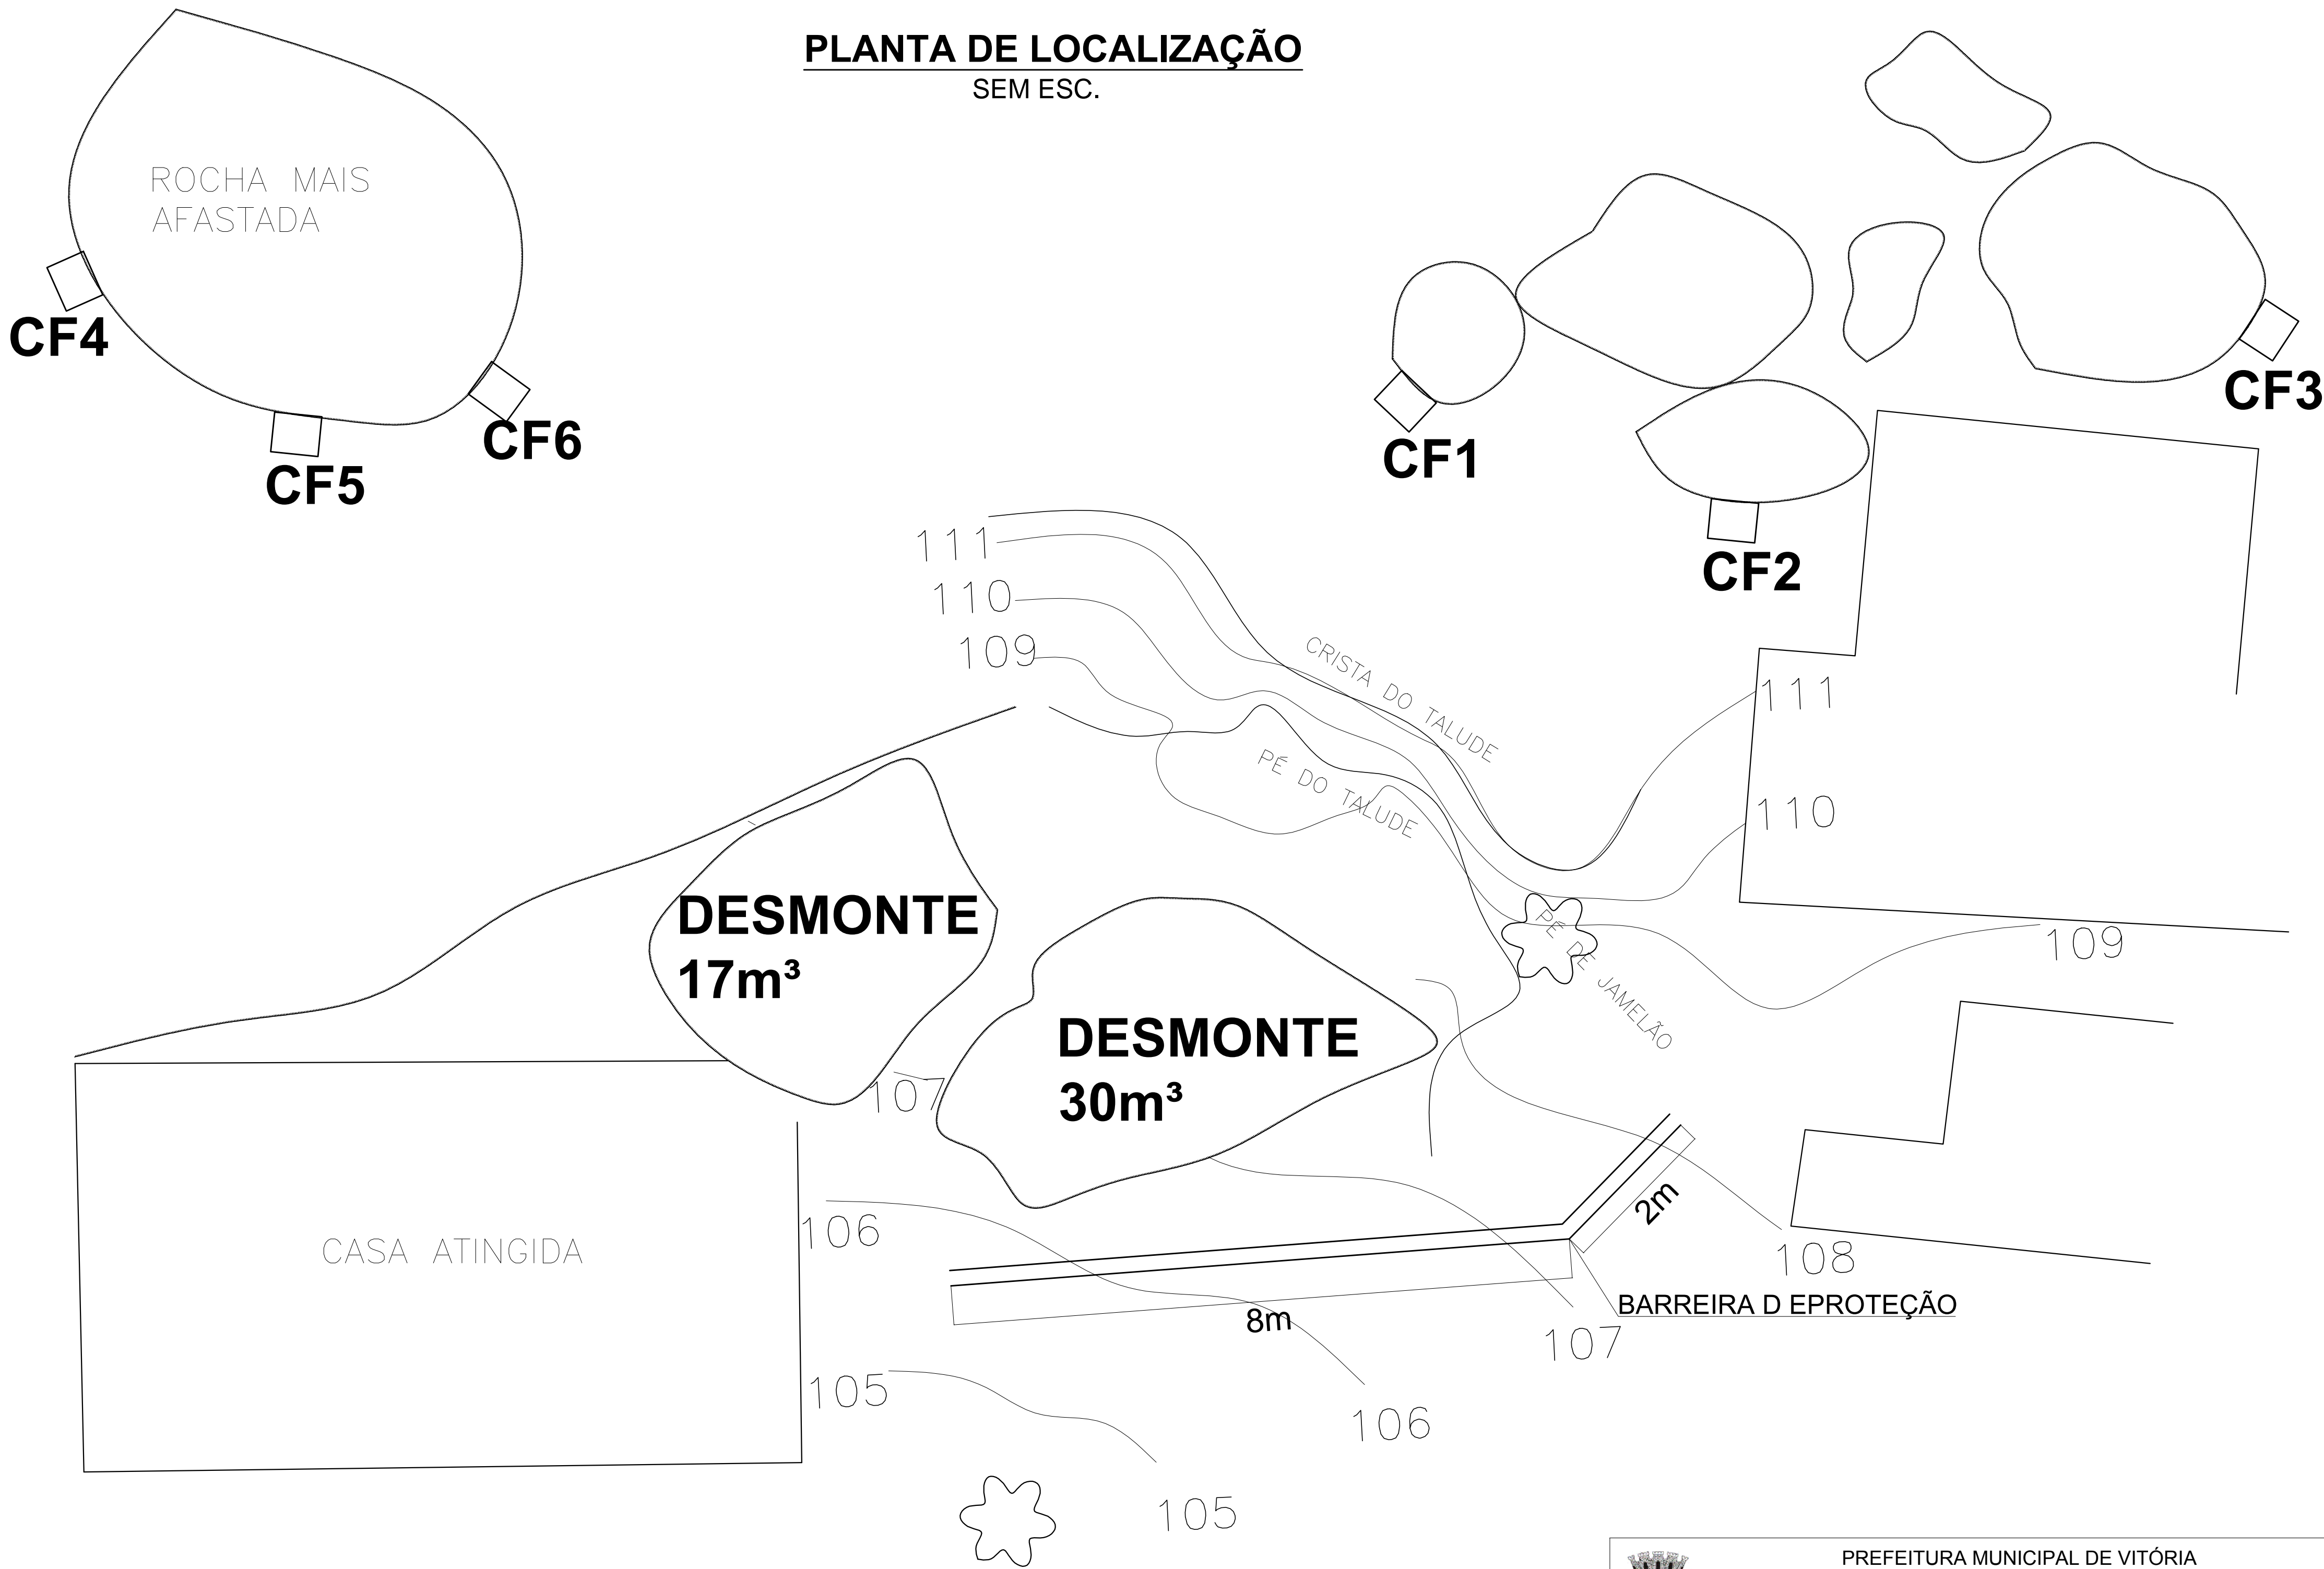 PLANTA DE LOCALIZAÇÃO
SEM ESC.
ROCHA MAIS
AFASTADA
CF4
CF5
CF6
CF1
CF2
CF3
111
110
109
CRISTA DO TALUDE
PÉ DO TALUDE
111
110
109
PÉ DE JAMELÃO
DESMONTE
17m³
DESMONTE
30m³
107
106
105
CASA ATINGIDA
2m
8m
108
BARREIRA D EPROTEÇÃO
107
106
105
PREFEITURA MUNICIPAL DE VITÓRIA